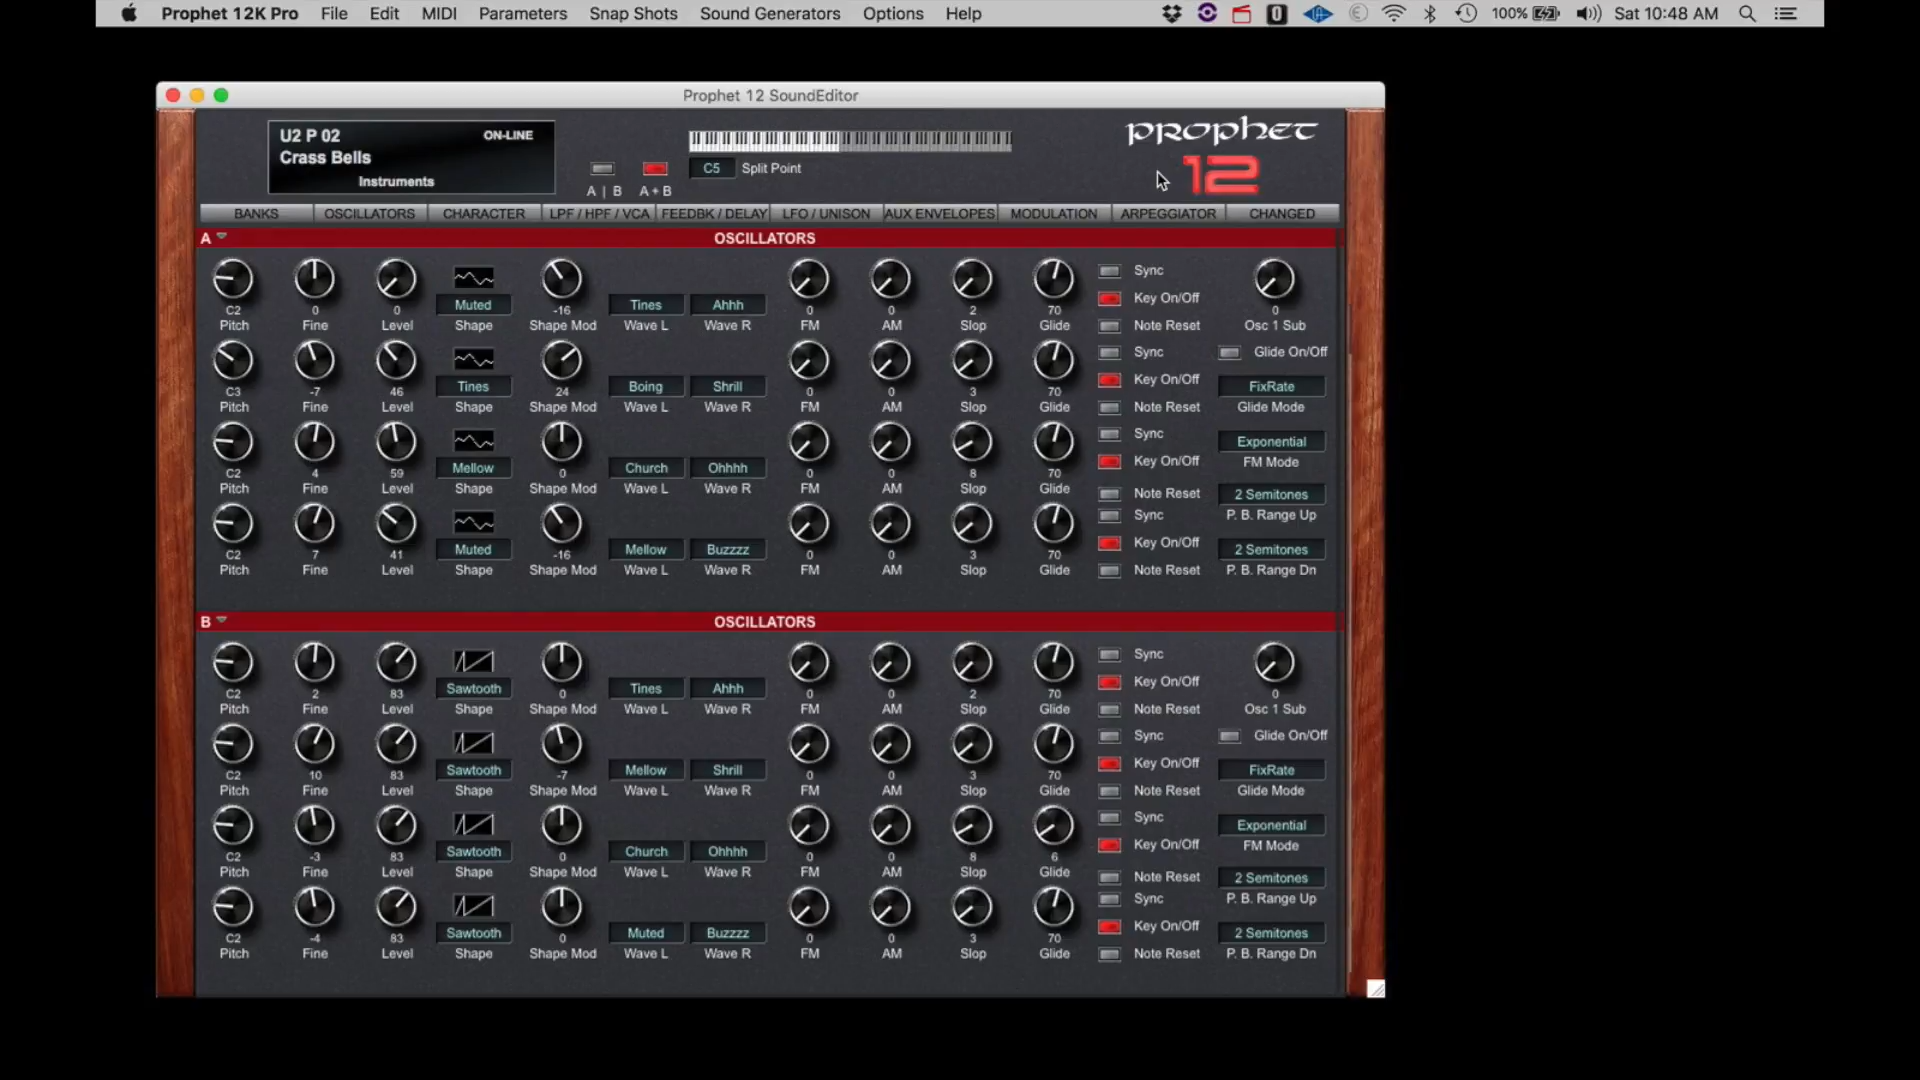 Prophet 12K Pro File Edit MIDI Parameters Snap Shots Sound Generators Options Help 100% Sat 10:48 AM
Prophet 12 SoundEditor
U2 P 02 ON-LINE
Crass Bells
Instruments
A | B A + B
C5 Split Point
prophet
12
BANKS OSCILLATORS CHARACTER LPF / HPF / VCA FEEDBK / DELAY LFO / UNISON AUX ENVELOPES MODULATION ARPEGGIATOR CHANGED
A OSCILLATORS
Sync
Muted Tines Ahhh Key On/Off
C2 0 0 -16 0 0 2 70 0
Pitch Fine Level Shape Shape Mod Wave L Wave R FM AM Slop Glide Note Reset Osc 1 Sub
Sync Glide On/Off
Tines Boing Shrill Key On/Off FixRate
C3 -7 46 24 0 0 3 70
Pitch Fine Level Shape Shape Mod Wave L Wave R FM AM Slop Glide Note Reset Glide Mode
Sync Exponential
Mellow Church Ohhhh Key On/Off FM Mode
C2 4 59 0 0 0 8 70
Pitch Fine Level Shape Shape Mod Wave L Wave R FM AM Slop Glide Note Reset 2 Semitones
Sync P. B. Range Up
Muted Mellow Buzzzz Key On/Off 2 Semitones
C2 7 41 -16 0 0 3 70
Pitch Fine Level Shape Shape Mod Wave L Wave R FM AM Slop Glide Note Reset P. B. Range Dn
B OSCILLATORS
Sync
Sawtooth Tines Ahhh Key On/Off
C2 2 83 0 0 0 2 70 0
Pitch Fine Level Shape Shape Mod Wave L Wave R FM AM Slop Glide Note Reset Osc 1 Sub
Sync Glide On/Off
Sawtooth Mellow Shrill Key On/Off FixRate
C2 10 83 -7 0 0 3 70
Pitch Fine Level Shape Shape Mod Wave L Wave R FM AM Slop Glide Note Reset Glide Mode
Sync Exponential
Sawtooth Church Ohhhh Key On/Off FM Mode
C2 -3 83 0 0 0 8 6
Pitch Fine Level Shape Shape Mod Wave L Wave R FM AM Slop Glide Note Reset 2 Semitones
Sync P. B. Range Up
Sawtooth Muted Buzzzz Key On/Off 2 Semitones
C2 -4 83 0 0 0 3 70
Pitch Fine Level Shape Shape Mod Wave L Wave R FM AM Slop Glide Note Reset P. B. Range Dn